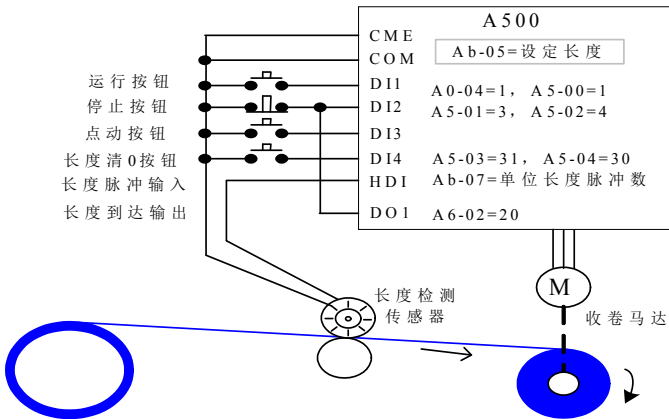 A500
CME
COM
Ab-05=设定长度
运行按钮 DI1 A0-04=1, A5-00=1
停止按钮 DI2 A5-01=3, A5-02=4
点动按钮 DI3
长度清0按钮 DI4 A5-03=31, A5-04=30
长度脉冲输入 HDI Ab-07=单位长度脉冲数
长度到达输出 DO1 A6-02=20
长度检测
传感器
M
收卷马达